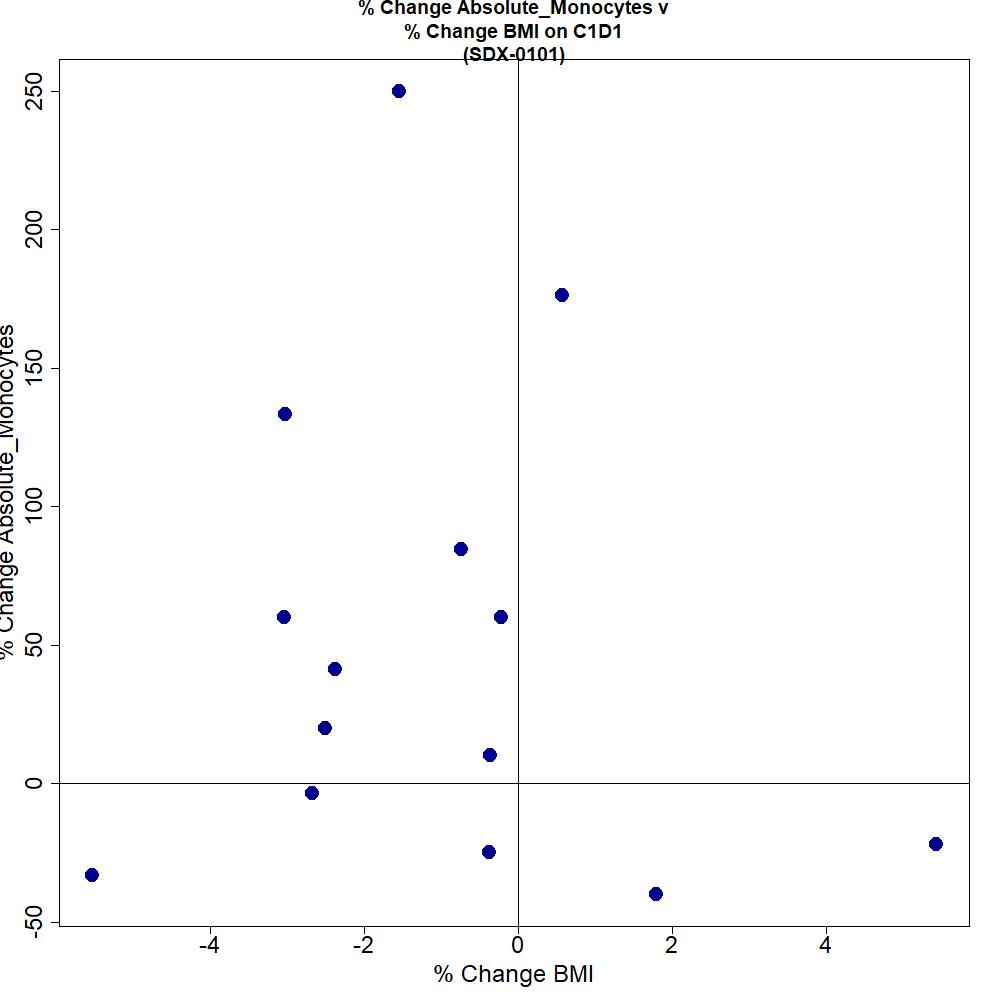 % Change Absolute_Monocytes v
% Change BMI on C1D1
(SDX-0101)
% Change Absolute_Monocytes
250
200
150
100
50
0
-50
-4
-2
0
2
4
% Change BMI